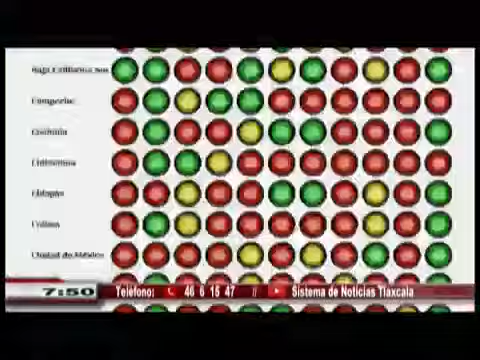 Baja California Sur
Campeche
Coahuila
Chihuahua
Chiapas
Colima
Ciudad de México
7:50 Teléfono: 46 6 15 47 // Sistema de Noticias Tlaxcala